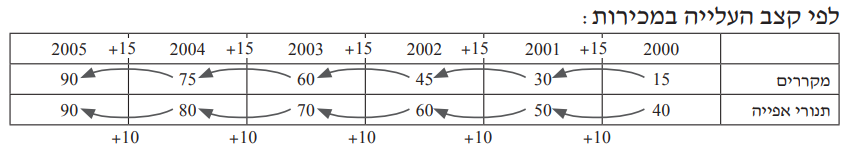 לפי קצב העלייה במכירות:
2000 +15 2001 +15 2002 +15 2003 +15 2004 +15 2005
מקררים 15 30 45 60 75 90
תנורי אפייה 40 50 60 70 80 90
+10 +10 +10 +10 +10